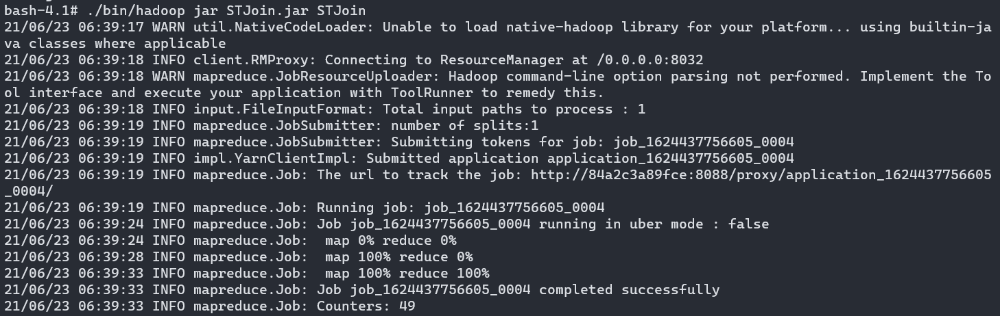 bash-4.1# ./bin/hadoop jar STJoin.jar STJoin
21/06/23 06:39:17 WARN util.NativeCodeLoader: Unable to load native-hadoop library for your platform... using builtin-ja
va classes where applicable
21/06/23 06:39:18 INFO client.RMProxy: Connecting to ResourceManager at /0.0.0.0:8032
21/06/23 06:39:18 WARN mapreduce.JobResourceUploader: Hadoop command-line option parsing not performed. Implement the To
ol interface and execute your application with ToolRunner to remedy this.
21/06/23 06:39:18 INFO input.FileInputFormat: Total input paths to process : 1
21/06/23 06:39:19 INFO mapreduce.JobSubmitter: number of splits:1
21/06/23 06:39:19 INFO mapreduce.JobSubmitter: Submitting tokens for job: job_1624437756605_0004
21/06/23 06:39:19 INFO impl.YarnClientImpl: Submitted application application_1624437756605_0004
21/06/23 06:39:19 INFO mapreduce.Job: The url to track the job: http://84a2c3a89fce:8088/proxy/application_1624437756605
_0004/
21/06/23 06:39:19 INFO mapreduce.Job: Running job: job_1624437756605_0004
21/06/23 06:39:24 INFO mapreduce.Job: Job job_1624437756605_0004 running in uber mode : false
21/06/23 06:39:24 INFO mapreduce.Job:  map 0% reduce 0%
21/06/23 06:39:28 INFO mapreduce.Job:  map 100% reduce 0%
21/06/23 06:39:33 INFO mapreduce.Job:  map 100% reduce 100%
21/06/23 06:39:33 INFO mapreduce.Job: Job job_1624437756605_0004 completed successfully
21/06/23 06:39:33 INFO mapreduce.Job: Counters: 49